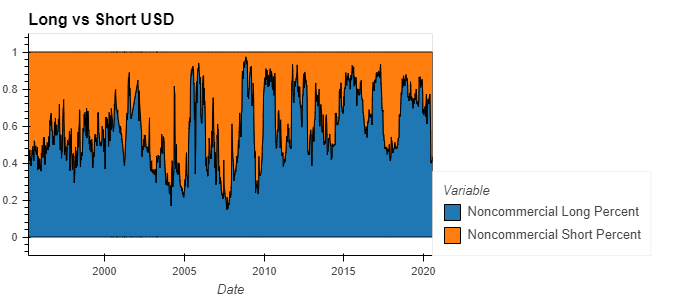 Long vs Short USD
1
0.8
0.6
0.4
0.2
0
2000 2005 2010 2015 2020
Date
Variable
Noncommercial Long Percent
Noncommercial Short Percent